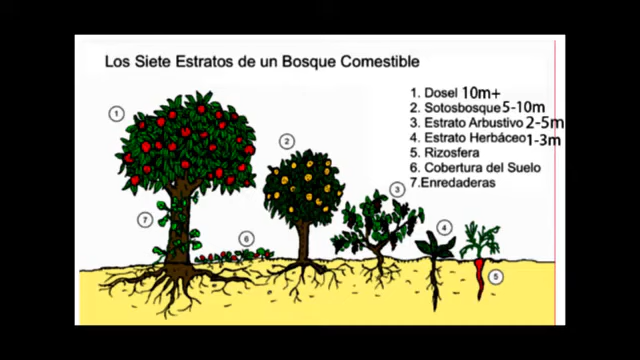 Los Siete Estratos de un Bosque Comestible
1. Dosel 10m+
2. Sotosbosque 5-10m
3. Estrato Arbustivo 2-5m
4. Estrato Herbáceo 1-3m
5. Rizosfera
6. Cobertura del Suelo
7.Enredaderas
1
2
3
7
4
6
5